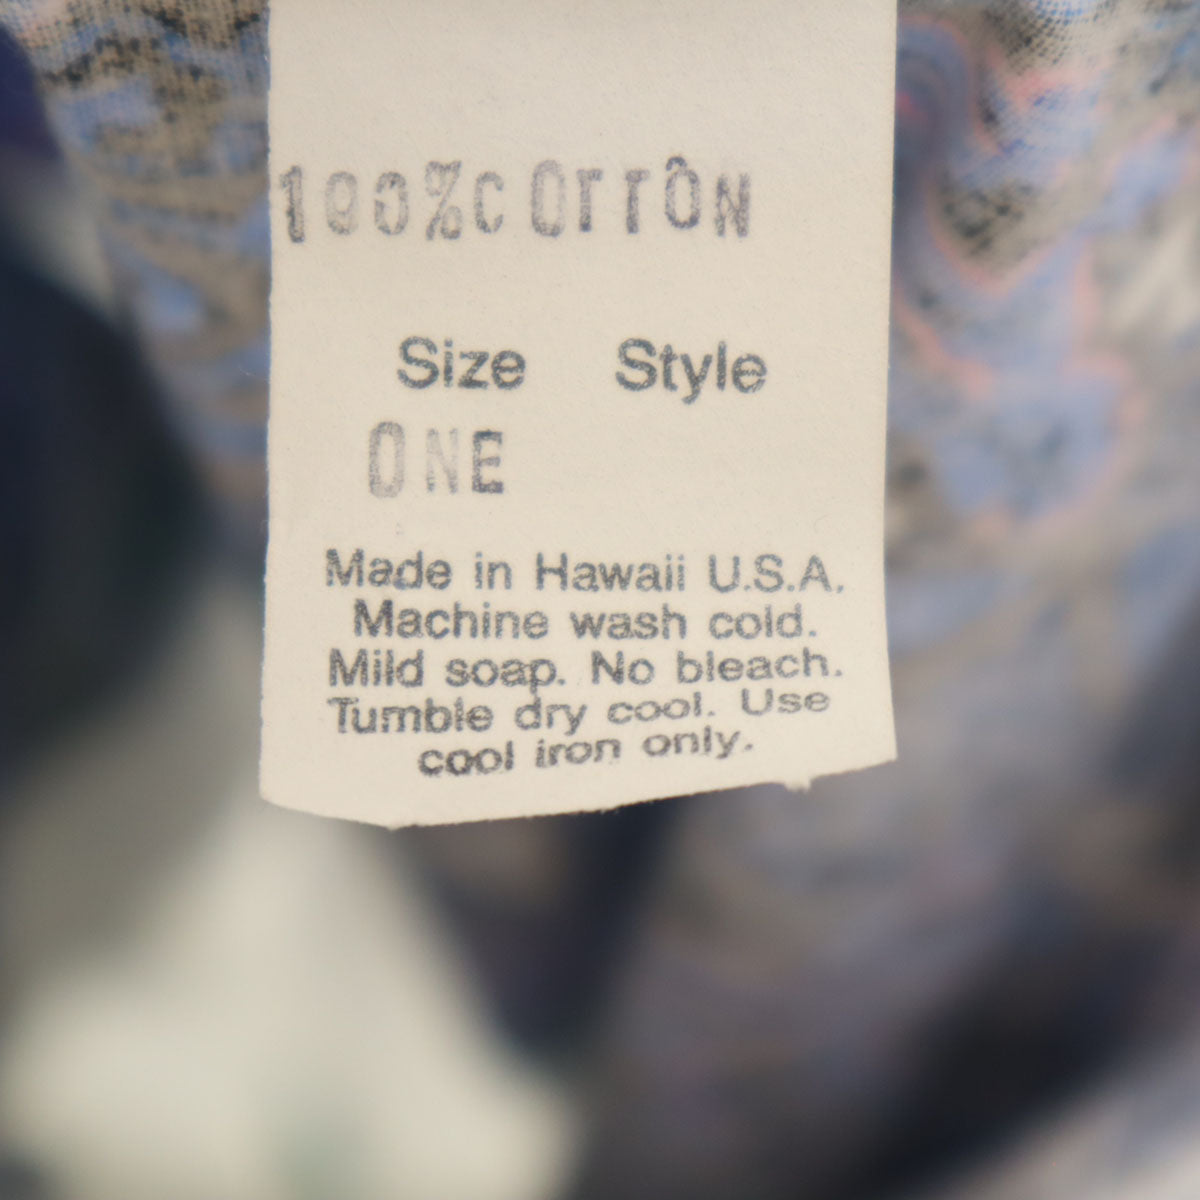 100%COTTON
Size Style
ONE
Made in Hawaii U.S.A.
Machine wash cold.
Mild soap. No bleach.
Tumble dry cool. Use
cool iron only.